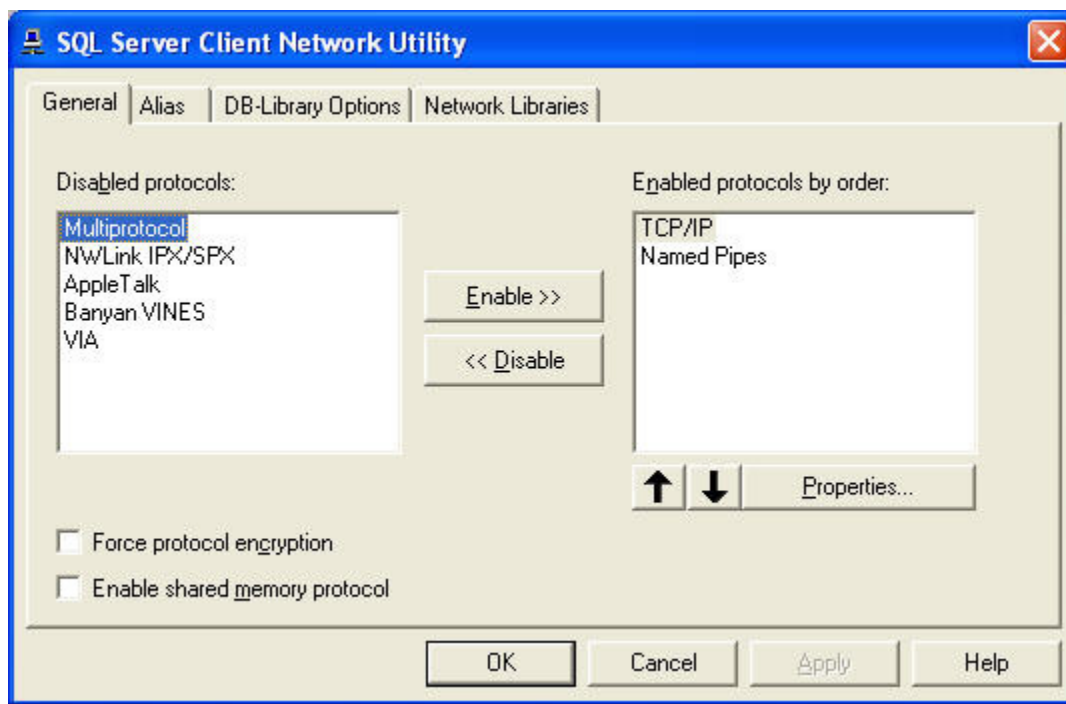 SQL Server Client Network Utility
General
Alias
DB-Library Options
Network Libraries
Disabled protocols:
Multiprotocol
NWLink IPX/SPX
AppleTalk
Banyan VINES
VIA
Enable >>
<< Disable
Enabled protocols by order:
TCP/IP
Named Pipes
Properties...
Force protocol encryption
Enable shared memory protocol
OK
Cancel
Apply
Help